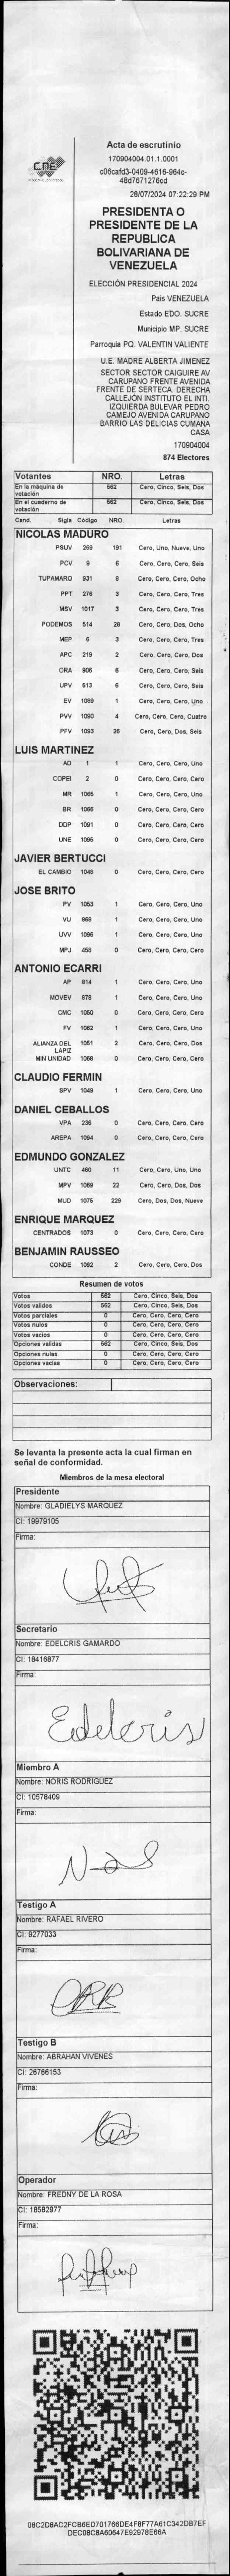 CNE
Acta de escrutinio
170904004.01.1.0001
c06cafd3-0409-4616-964c-
48d7671276cd
28/07/2024 07:22:29 PM
PRESIDENTA O
PRESIDENTE DE LA
REPUBLICA
BOLIVARIANA DE
VENEZUELA
ELECCIÓN PRESIDENCIAL 2024
Pais VENEZUELA
Estado EDO. SUCRE
Municipio MP. SUCRE
Parroquia PQ. VALENTIN VALIENTE
U.E. MADRE ALBERTA JIMENEZ
SECTOR SECTOR CAIGUIRE AV
CARUPANO FRENTE AVENIDA
FRENTE DE SERTECA. DERECHA
CALLEJÓN INSTITUTO EL INTI.
IZQUIERDA BULEVAR PEDRO
CAMEJO AVENIDA CARUPANO
BARRIO LAS DELICIAS CUMANA
CASA
170904004
874 Electores
Votantes NRO. Letras
En la máquina de votación 562 Cero, Cinco, Seis, Dos
En el cuaderno de votación 562 Cero, Cinco, Seis, Dos
Cand. Sigla Código NRO. Letras
NICOLAS MADURO
PSUV 269 191 Cero, Uno, Nueve, Uno
PCV 9 6 Cero, Cero, Cero, Seis
TUPAMARO 931 8 Cero, Cero, Cero, Ocho
PPT 276 3 Cero, Cero, Cero, Tres
MSV 1017 3 Cero, Cero, Cero, Tres
PODEMOS 514 28 Cero, Cero, Dos, Ocho
MEP 6 3 Cero, Cero, Cero, Tres
APC 219 2 Cero, Cero, Cero, Dos
ORA 906 6 Cero, Cero, Cero, Seis
UPV 513 6 Cero, Cero, Cero, Seis
EV 1089 1 Cero, Cero, Cero, Uno
PVV 1090 4 Cero, Cero, Cero, Cuatro
PFV 1093 26 Cero, Cero, Dos, Seis
LUIS MARTINEZ
AD 1 1 Cero, Cero, Cero, Uno
COPEI 2 0 Cero, Cero, Cero, Cero
MR 1065 1 Cero, Cero, Cero, Uno
BR 1066 0 Cero, Cero, Cero, Cero
DDP 1091 0 Cero, Cero, Cero, Cero
UNE 1095 0 Cero, Cero, Cero, Cero
JAVIER BERTUCCI
EL CAMBIO 1048 0 Cero, Cero, Cero, Cero
JOSE BRITO
PV 1053 1 Cero, Cero, Cero, Uno
VU 868 1 Cero, Cero, Cero, Uno
UVV 1096 1 Cero, Cero, Cero, Uno
MPJ 458 0 Cero, Cero, Cero, Cero
ANTONIO ECARRI
AP 814 1 Cero, Cero, Cero, Uno
MOVEV 878 1 Cero, Cero, Cero, Uno
CMC 1050 0 Cero, Cero, Cero, Cero
FV 1062 1 Cero, Cero, Cero, Uno
ALIANZA DEL LAPIZ 1051 2 Cero, Cero, Cero, Dos
MIN UNIDAD 1068 0 Cero, Cero, Cero, Cero
CLAUDIO FERMIN
SPV 1049 1 Cero, Cero, Cero, Uno
DANIEL CEBALLOS
VPA 236 0 Cero, Cero, Cero, Cero
AREPA 1094 0 Cero, Cero, Cero, Cero
EDMUNDO GONZALEZ
UNTC 460 11 Cero, Cero, Uno, Uno
MPV 1069 22 Cero, Cero, Dos, Dos
MUD 1075 229 Cero, Dos, Dos, Nueve
ENRIQUE MARQUEZ
CENTRADOS 1073 0 Cero, Cero, Cero, Cero
BENJAMIN RAUSSEO
CONDE 1092 2 Cero, Cero, Cero, Dos
Resumen de votos
Votos 562 Cero, Cinco, Seis, Dos
Votos validos 562 Cero, Cinco, Seis, Dos
Votos parciales 0 Cero, Cero, Cero, Cero
Votos nulos 0 Cero, Cero, Cero, Cero
Votos vacios 0 Cero, Cero, Cero, Cero
Opciones validas 562 Cero, Cinco, Seis, Dos
Opciones nulas 0 Cero, Cero, Cero, Cero
Opciones vacias 0 Cero, Cero, Cero, Cero
Observaciones:
Se levanta la presente acta la cual firman en
señal de conformidad.
Miembros de la mesa electoral
Presidente
Nombre: GLADIELYS MARQUEZ
CI: 19979105
Firma:
Secretario
Nombre: EDELCRIS GAMARDO
CI: 18416877
Firma:
Edelcris
Miembro A
Nombre: NORIS RODRIGUEZ
CI: 10578409
Firma:
Testigo A
Nombre: RAFAEL RIVERO
CI: 9277033
Firma:
Testigo B
Nombre: ABRAHAN VIVENES
CI: 26766153
Firma:
Operador
Nombre: FREDNY DE LA ROSA
CI: 18582977
Firma:
08C2D8AC2FCB6ED701766DE4F8F77A61C342DB7EF
DEC08C8A60647E92978E66A